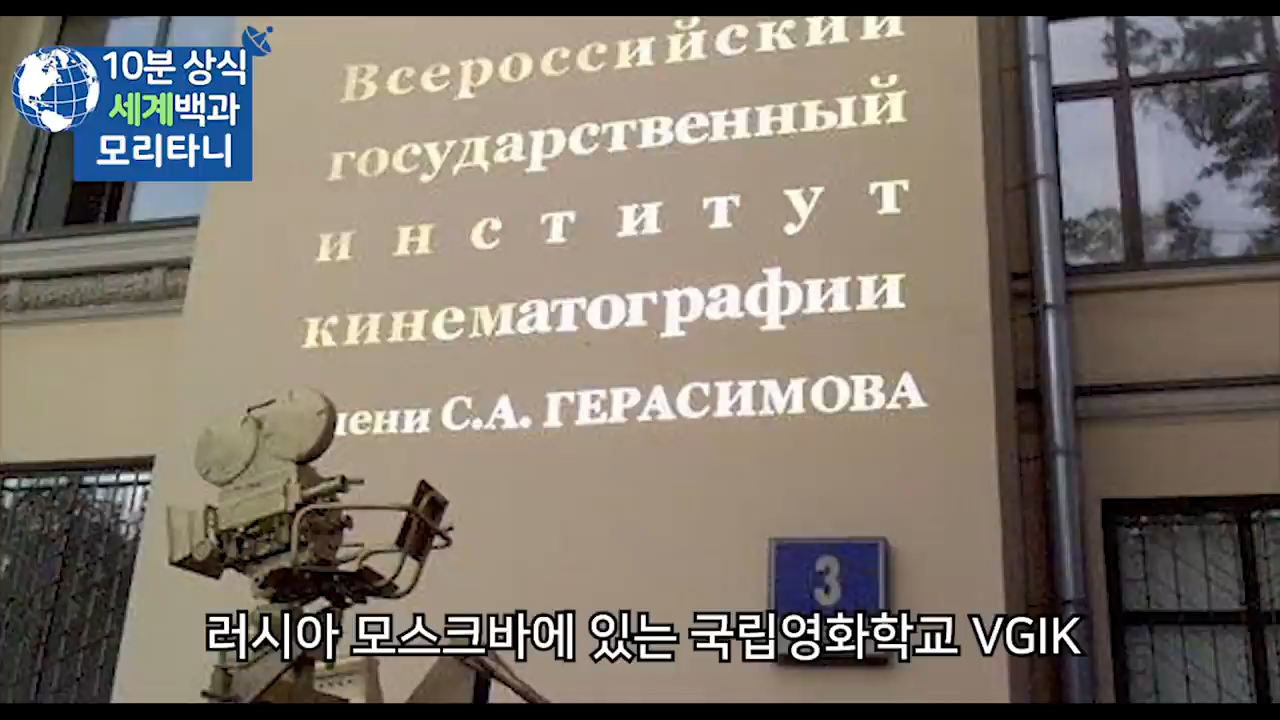 10분 상식
세계백과
모리타니
Всероссийский
государственный
институт
кинематографии
имени С.А. ГЕРАСИМОВА
3
러시아 모스크바에 있는 국립영화학교 VGIK